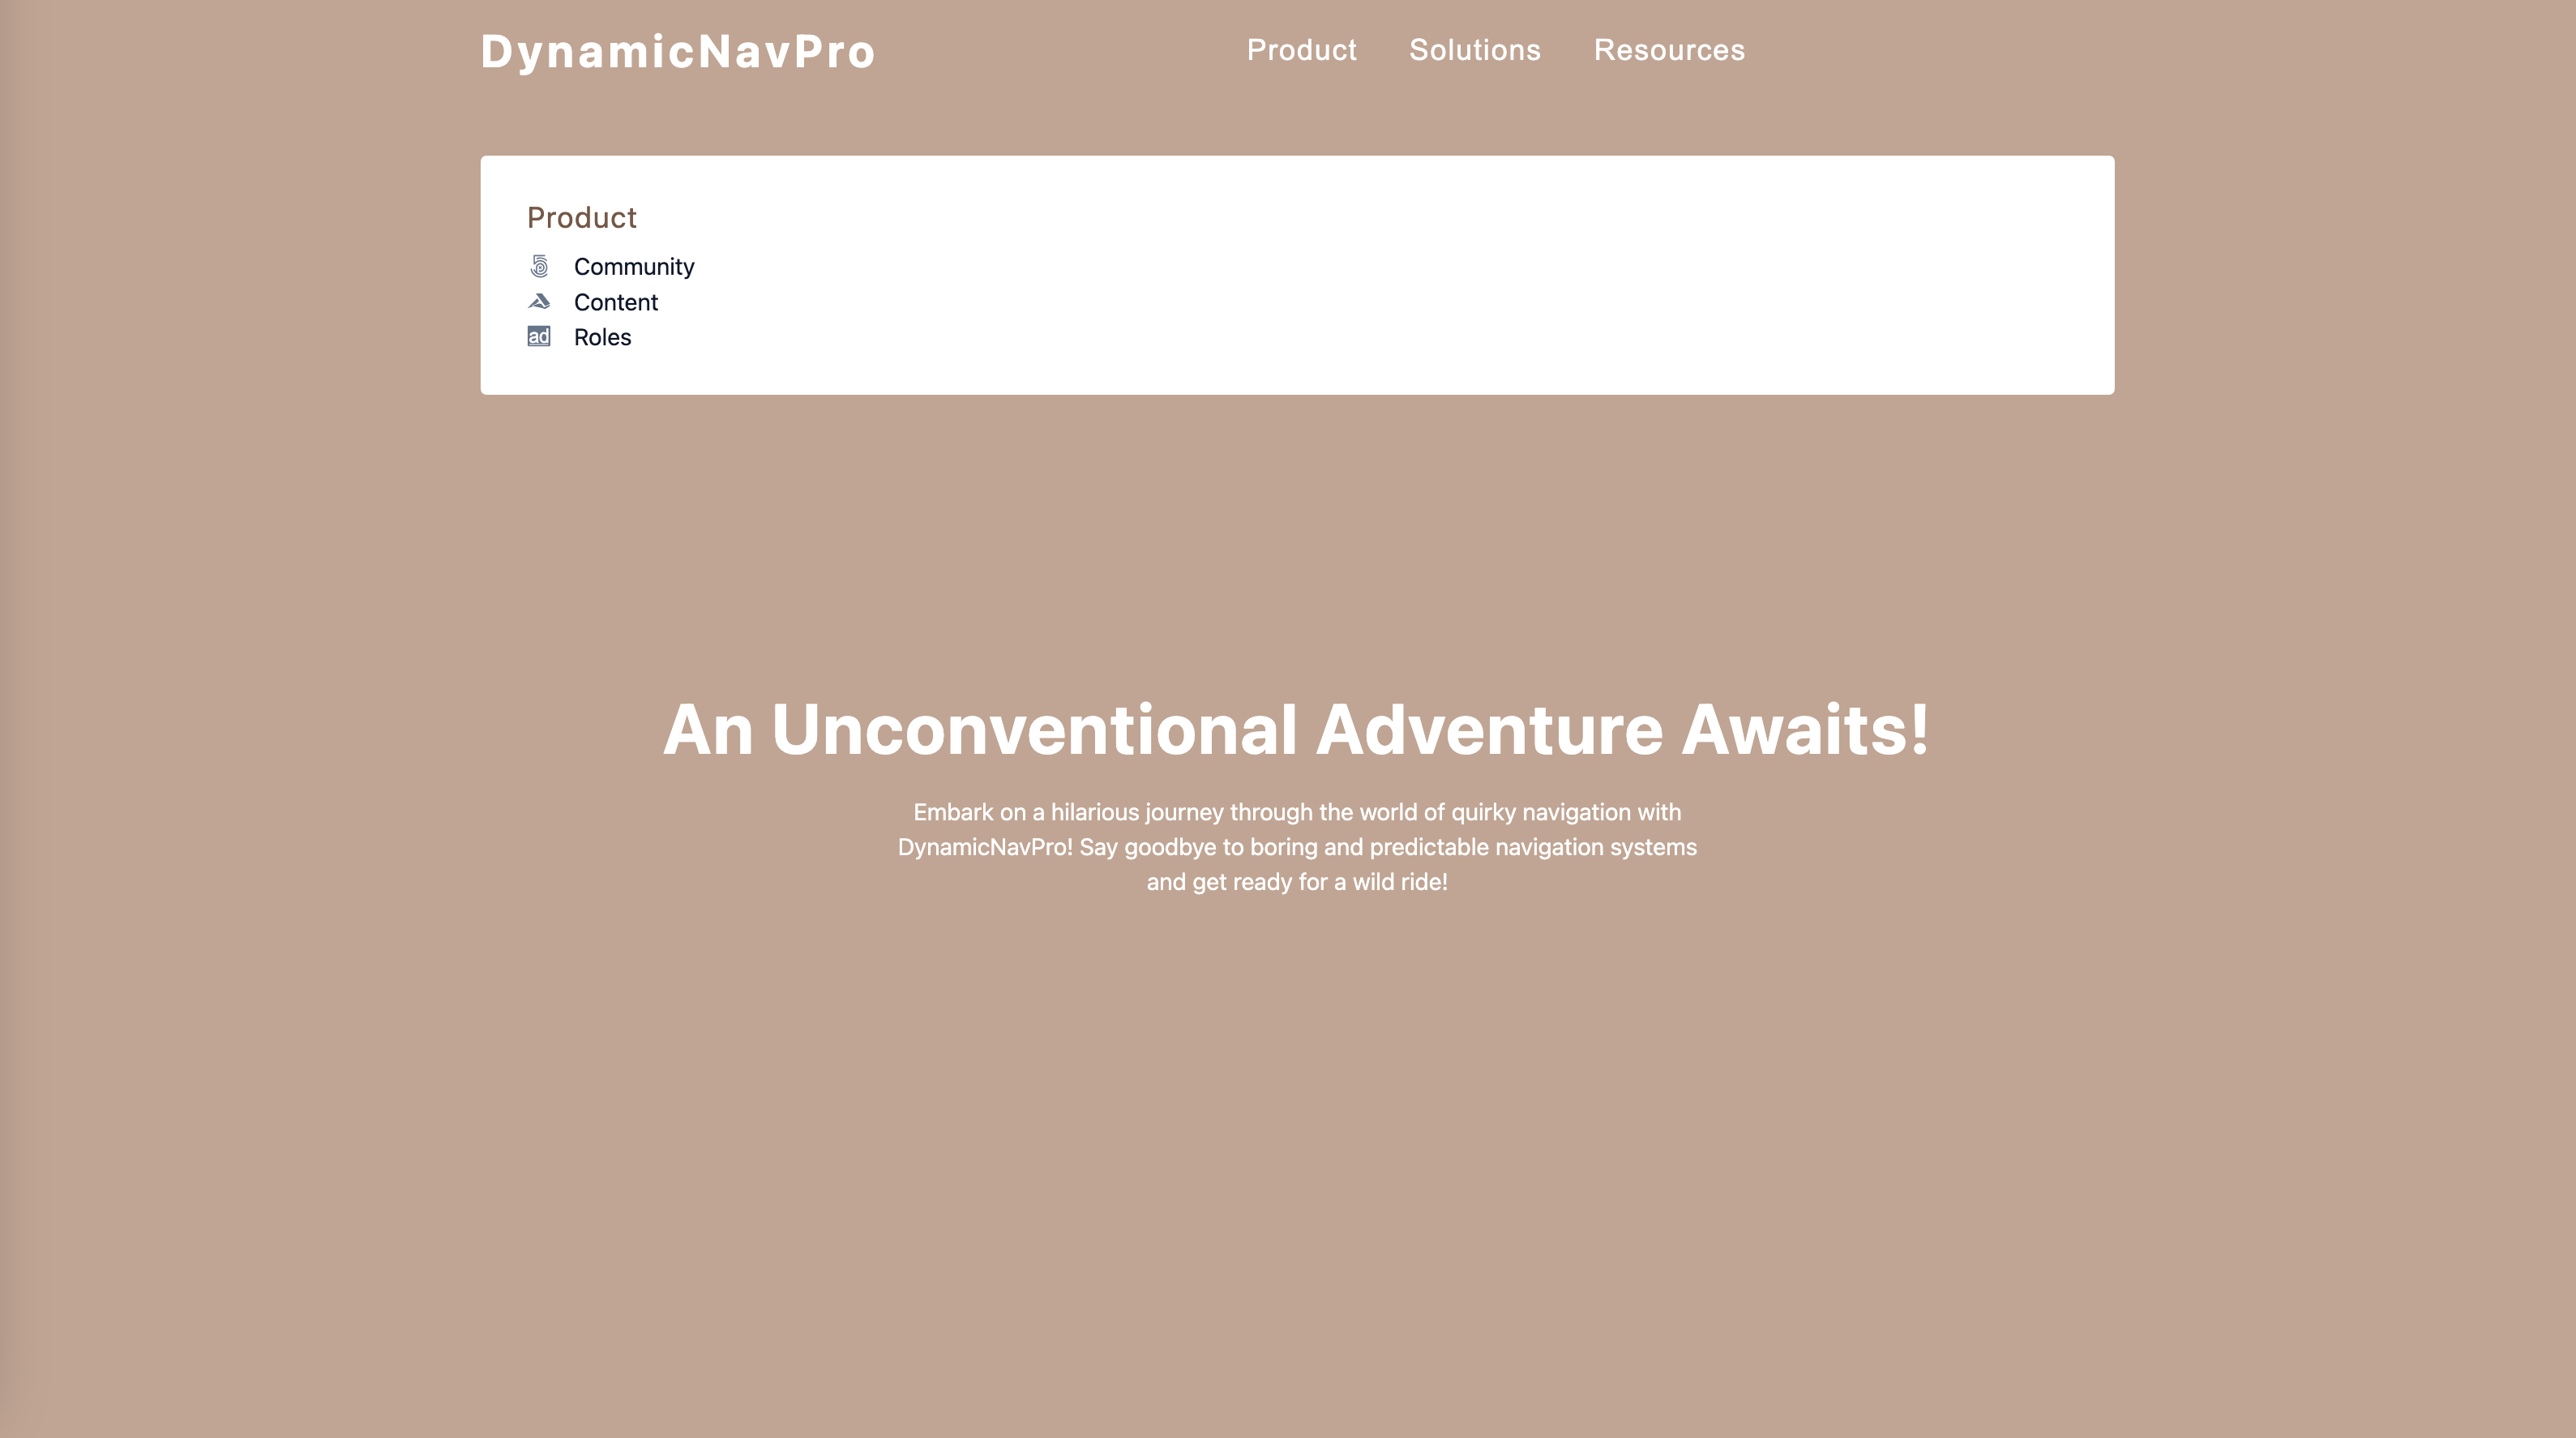 DynamicNavPro
Product Solutions Resources
Product
Community
Content
ad Roles
An Unconventional Adventure Awaits!
Embark on a hilarious journey through the world of quirky navigation with
DynamicNavPro! Say goodbye to boring and predictable navigation systems
and get ready for a wild ride!